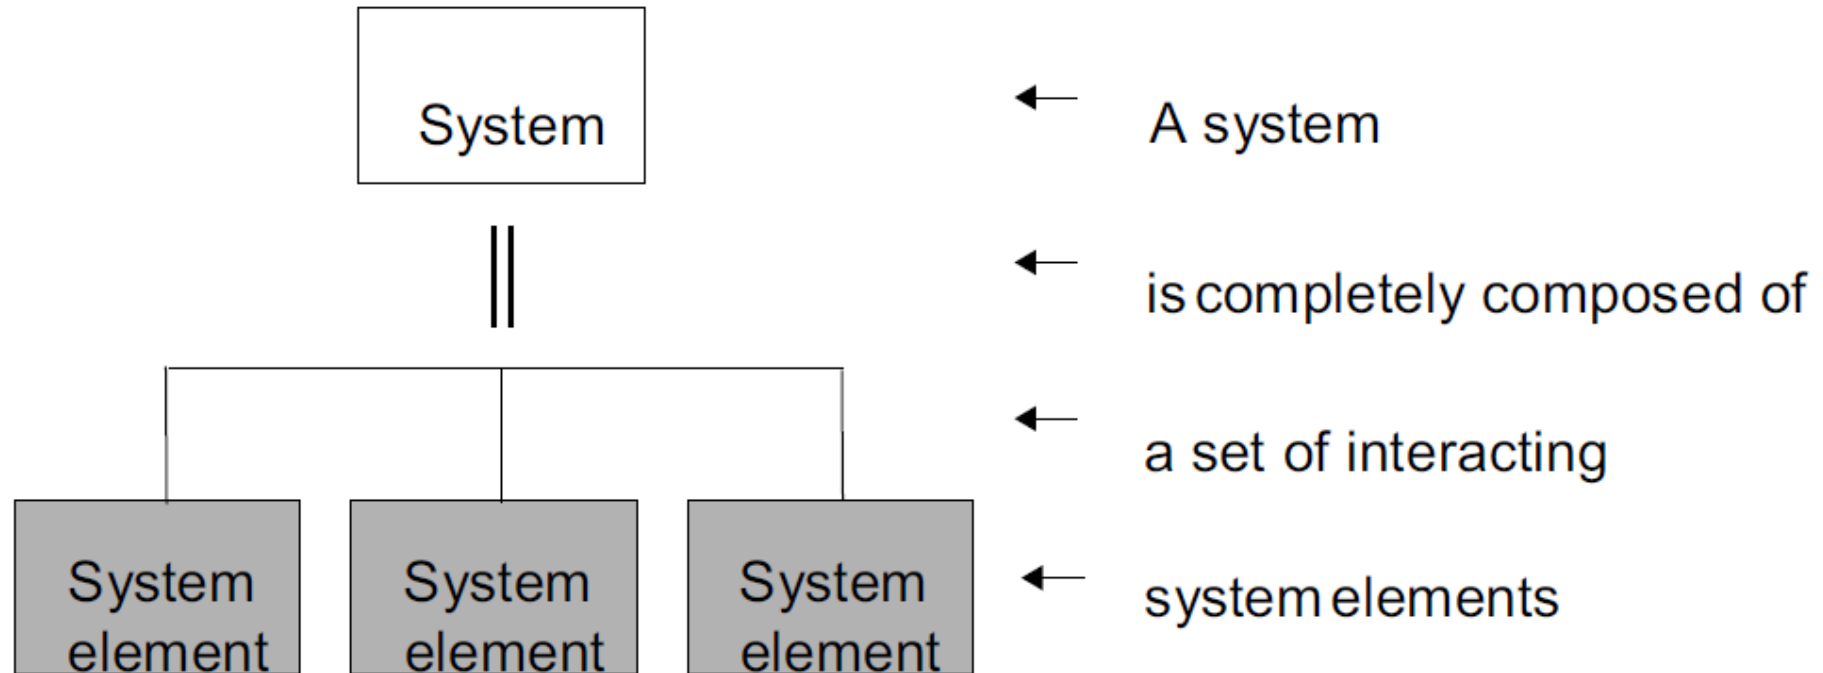 System
A system
is completely composed of
a set of interacting
system elements
System
element
System
element
System
element